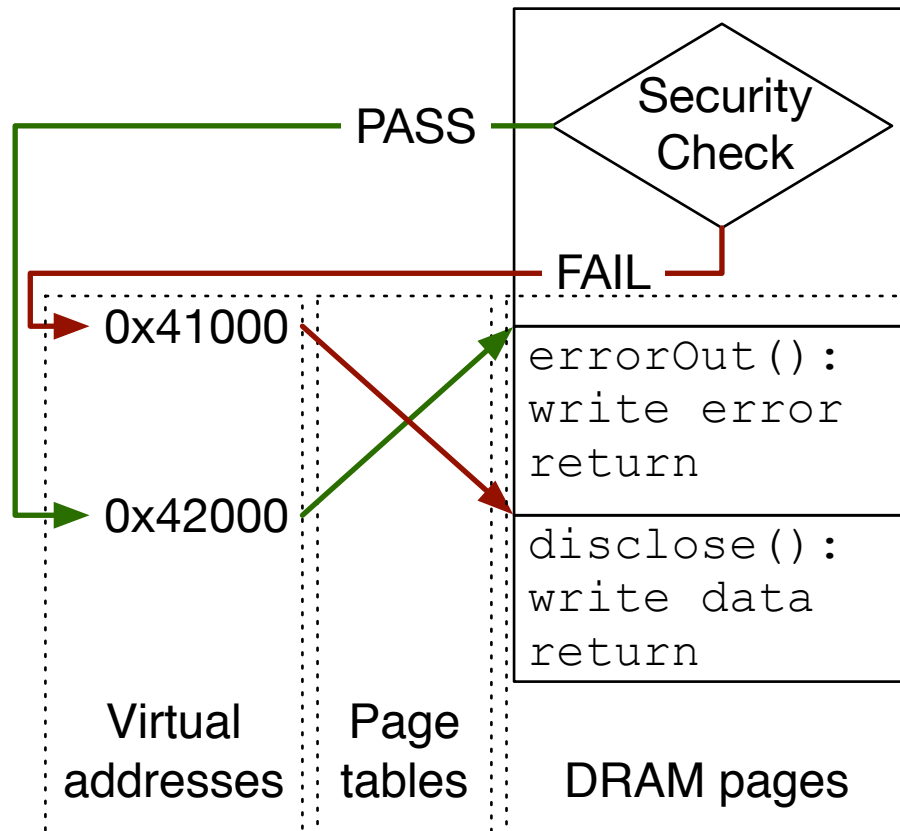 Security
Check
PASS
FAIL
0x41000
0x42000
errorOut():
write error
return
disclose():
write data
return
Virtual
addresses
Page
tables
DRAM pages